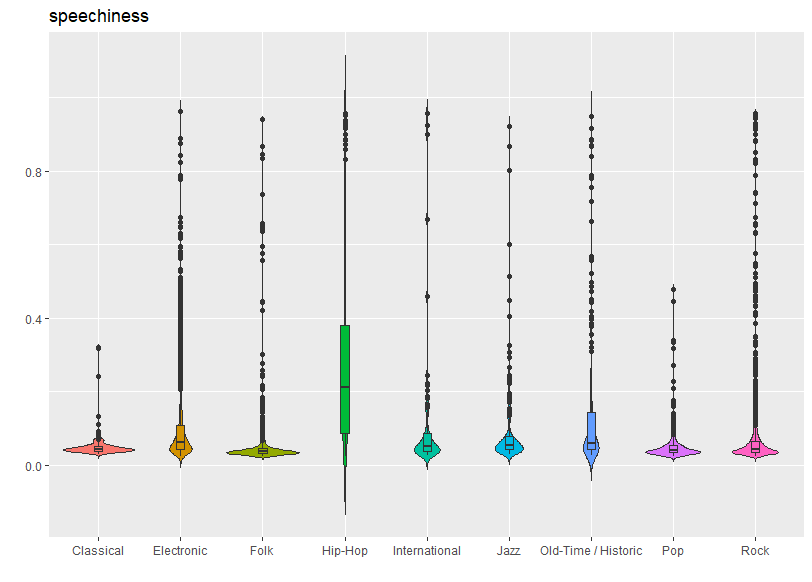 speechiness
0.8
0.4
0.0
Classical Electronic Folk Hip-Hop International Jazz Old-Time / Historic Pop Rock